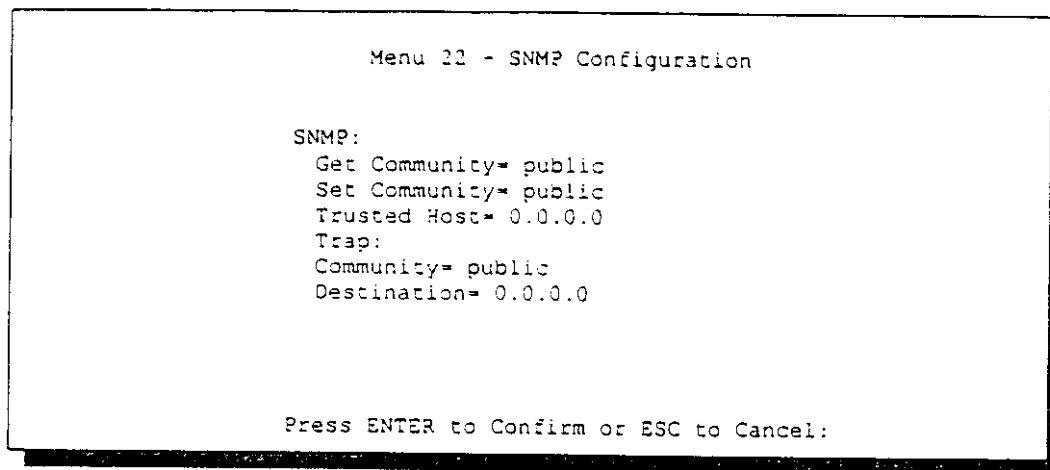 Menu 22 - SNMP Configuration
SNMP:
Get Community= public
Set Community= public
Trusted Host= 0.0.0.0
Trap:
Community= public
Destination= 0.0.0.0
Press ENTER to Confirm or ESC to Cancel: